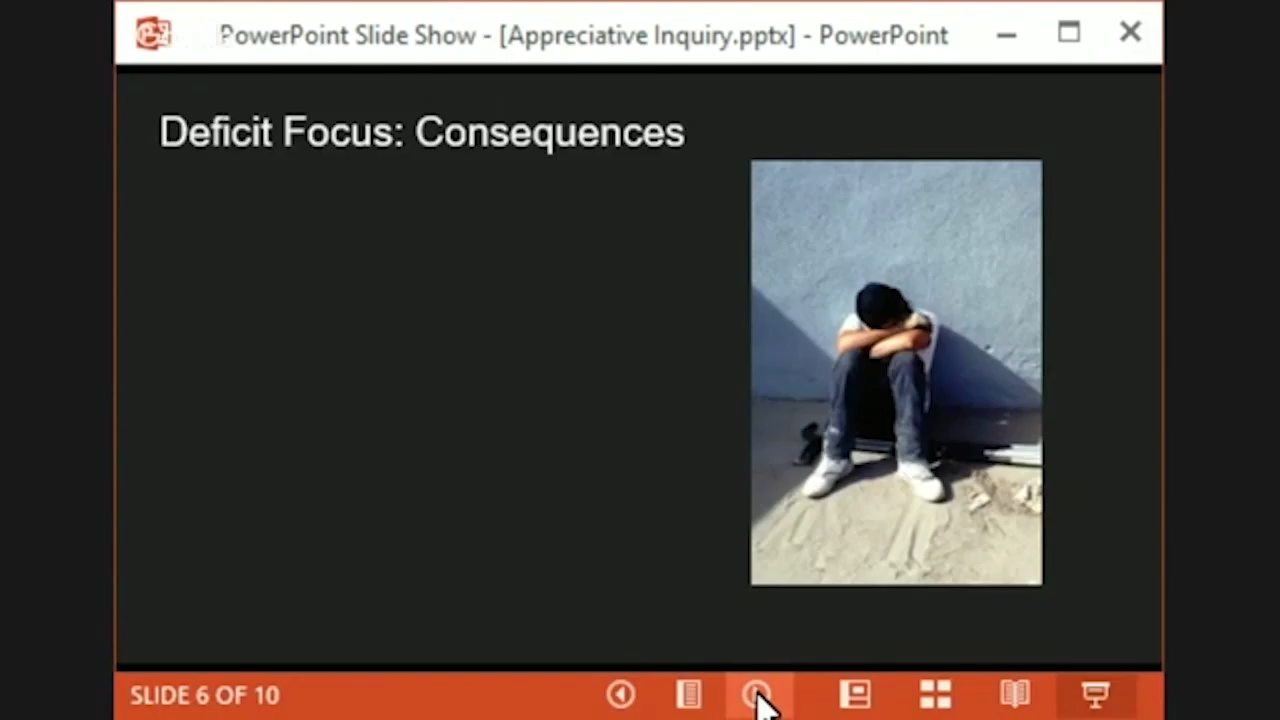 PowerPoint Slide Show - [Appreciative Inquiry.pptx] - PowerPoint
Deficit Focus: Consequences
SLIDE 6 OF 10